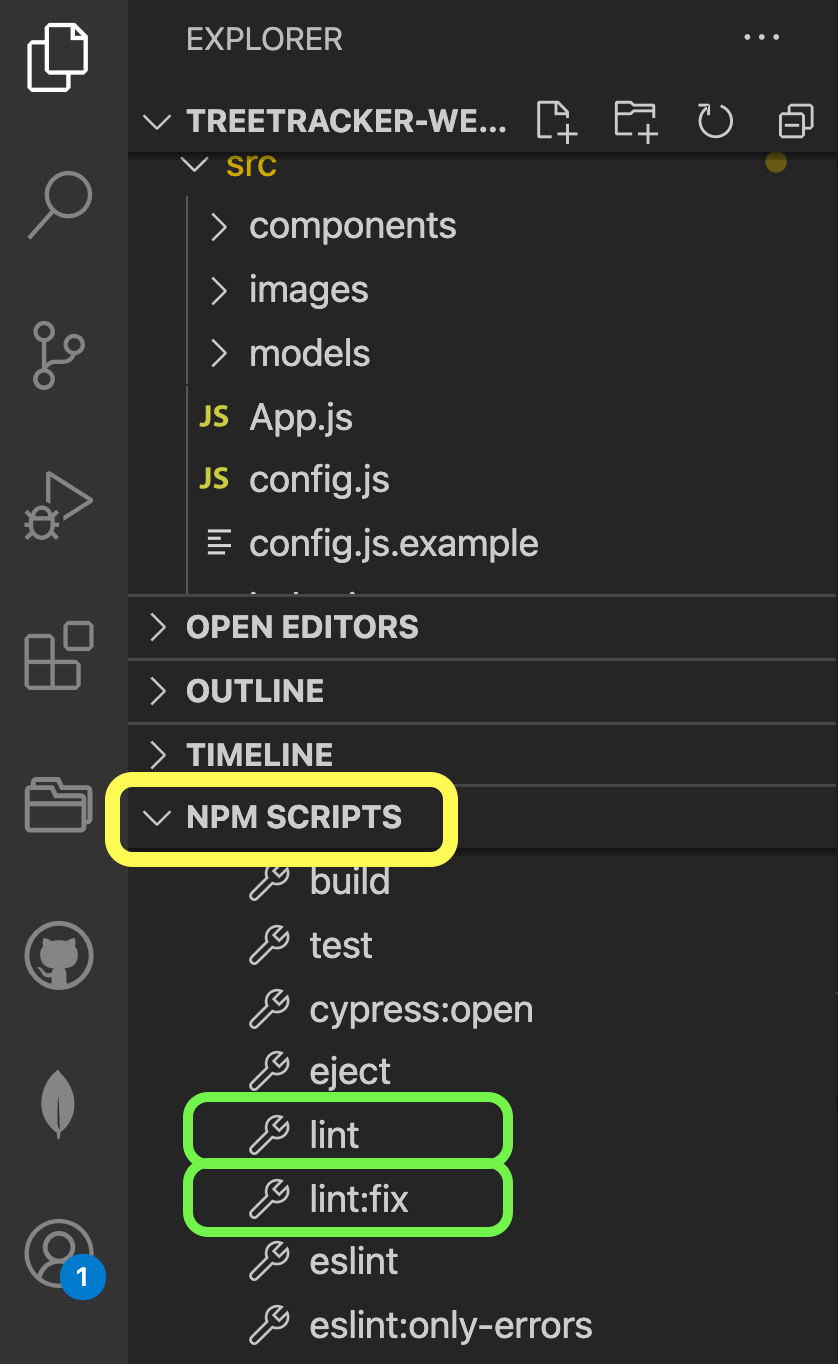 EXPLORER
TREETRACKER-WE...
src
components
images
models
JS App.js
JS config.js
config.js.example
OPEN EDITORS
OUTLINE
TIMELINE
NPM SCRIPTS
build
test
cypress:open
eject
lint
lint:fix
eslint
1
eslint:only-errors